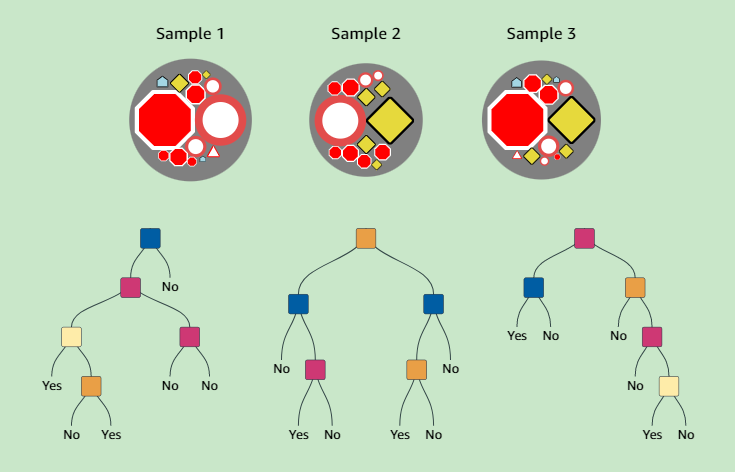 Sample 1 Sample 2 Sample 3
No
Yes No No
No No Yes
No No
Yes No No
Yes No Yes No Yes No
No Yes